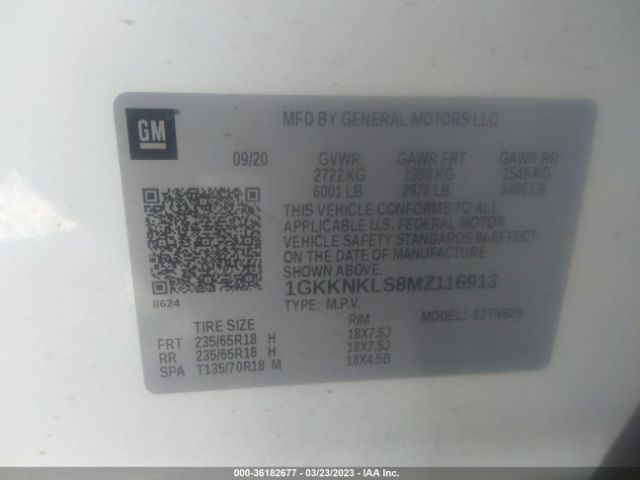 GM
MFD BY GENERAL MOTORS LLC
09/20 GVWR GAWR FRT GAWR RR
2722 KG 1350 KG 1545 KG
6001 LB 2976 LB 3406 LB
THIS VEHICLE CONFORMS TO ALL
APPLICABLE U.S. FEDERAL MOTOR
VEHICLE SAFETY STANDARDS IN EFFECT
ON THE DATE OF MANUFACTURE
SHOWN ABOVE.
1GKKNKLS8MZ116913
8624
TYPE: M.P.V. MODEL: 83TNB26
TIRE SIZE RIM
FRT 235/65R18 H 18X7.5J
RR 235/65R18 H 18X7.5J
SPA T135/70R18 M 18X4.5B
000-36182677 - 03/23/2023 - IAA Inc.